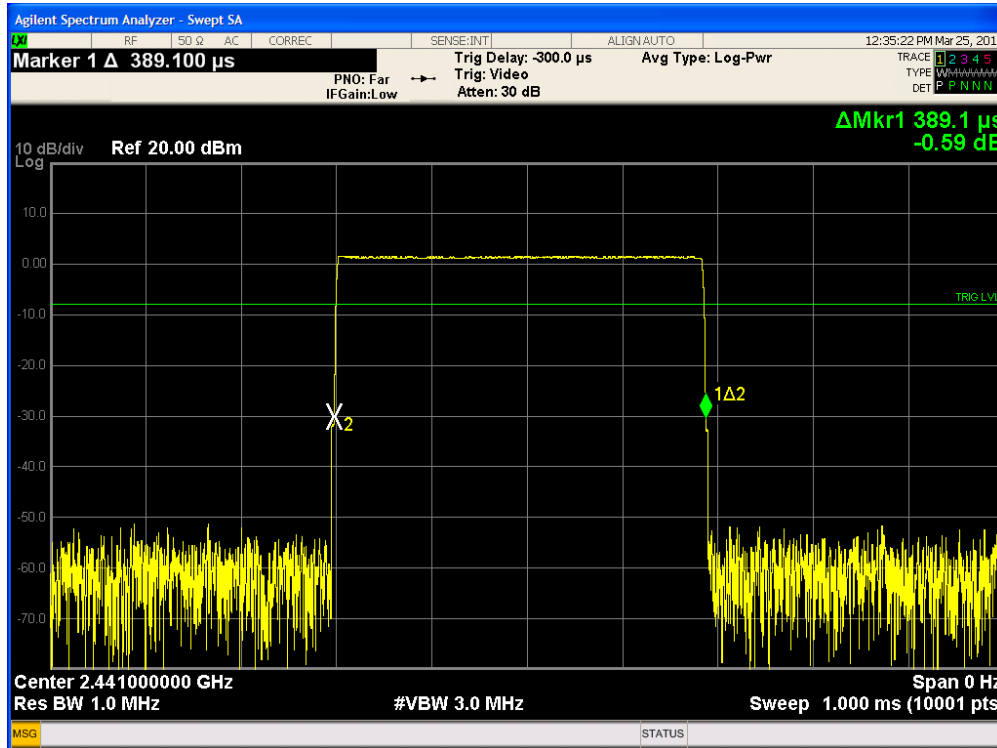 Agilent Spectrum Analyzer - Swept SA
LXI RF 50 Ω AC CORREC SENSE:INT ALIGN AUTO 12:35:22 PM Mar 25, 201
Marker 1 Δ 389.100 μs
PNO: Far
IFGain:Low
Trig Delay: -300.0 μs
Trig: Video
Atten: 30 dB
Avg Type: Log-Pwr
TRACE 1 2 3 4 5
TYPE
DET P P N N N
ΔMkr1 389.1 μs
-0.59 dB
10 dB/div Ref 20.00 dBm
Log
10.0
0.00
TRIG LVL
-10.0
-20.0
1Δ2
-30.0
2
-40.0
-50.0
-60.0
-70.0
Center 2.441000000 GHz Span 0 Hz
Res BW 1.0 MHz #VBW 3.0 MHz Sweep 1.000 ms (10001 pts
MSG STATUS